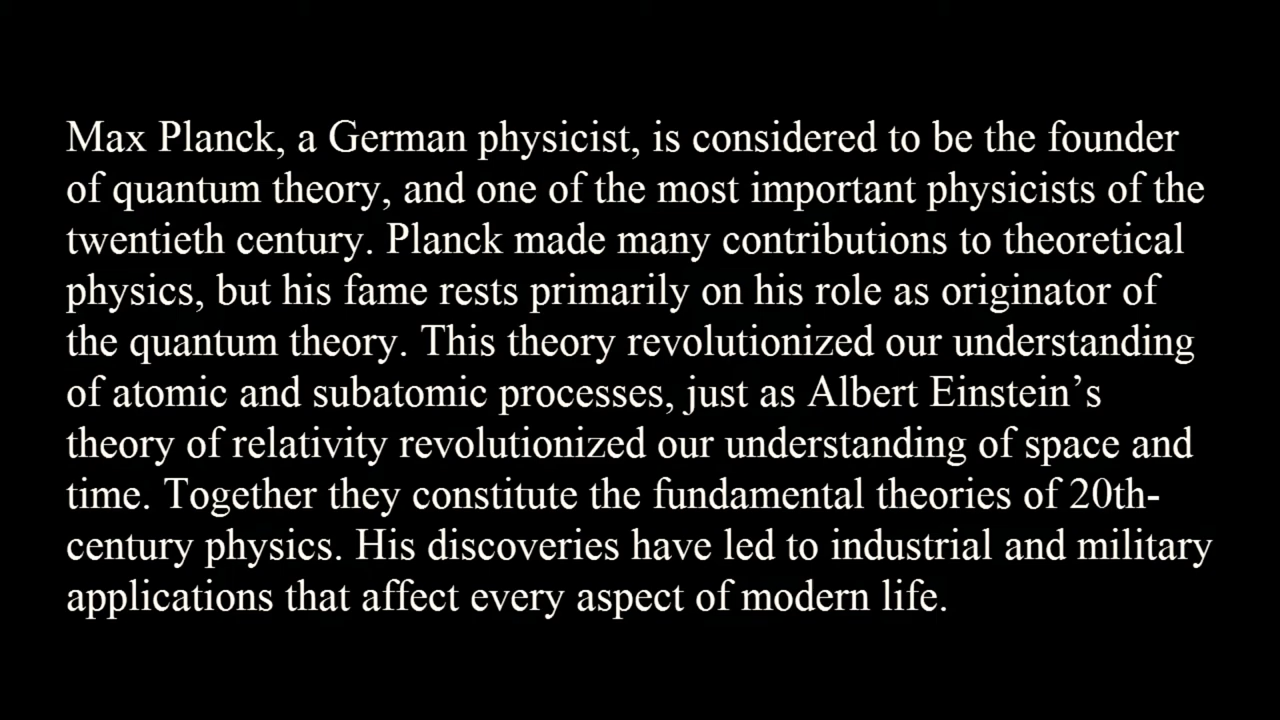 Max Planck, a German physicist, is considered to be the founder
of quantum theory, and one of the most important physicists of the
twentieth century. Planck made many contributions to theoretical
physics, but his fame rests primarily on his role as originator of
the quantum theory. This theory revolutionized our understanding
of atomic and subatomic processes, just as Albert Einstein’s
theory of relativity revolutionized our understanding of space and
time. Together they constitute the fundamental theories of 20th-
century physics. His discoveries have led to industrial and military
applications that affect every aspect of modern life.